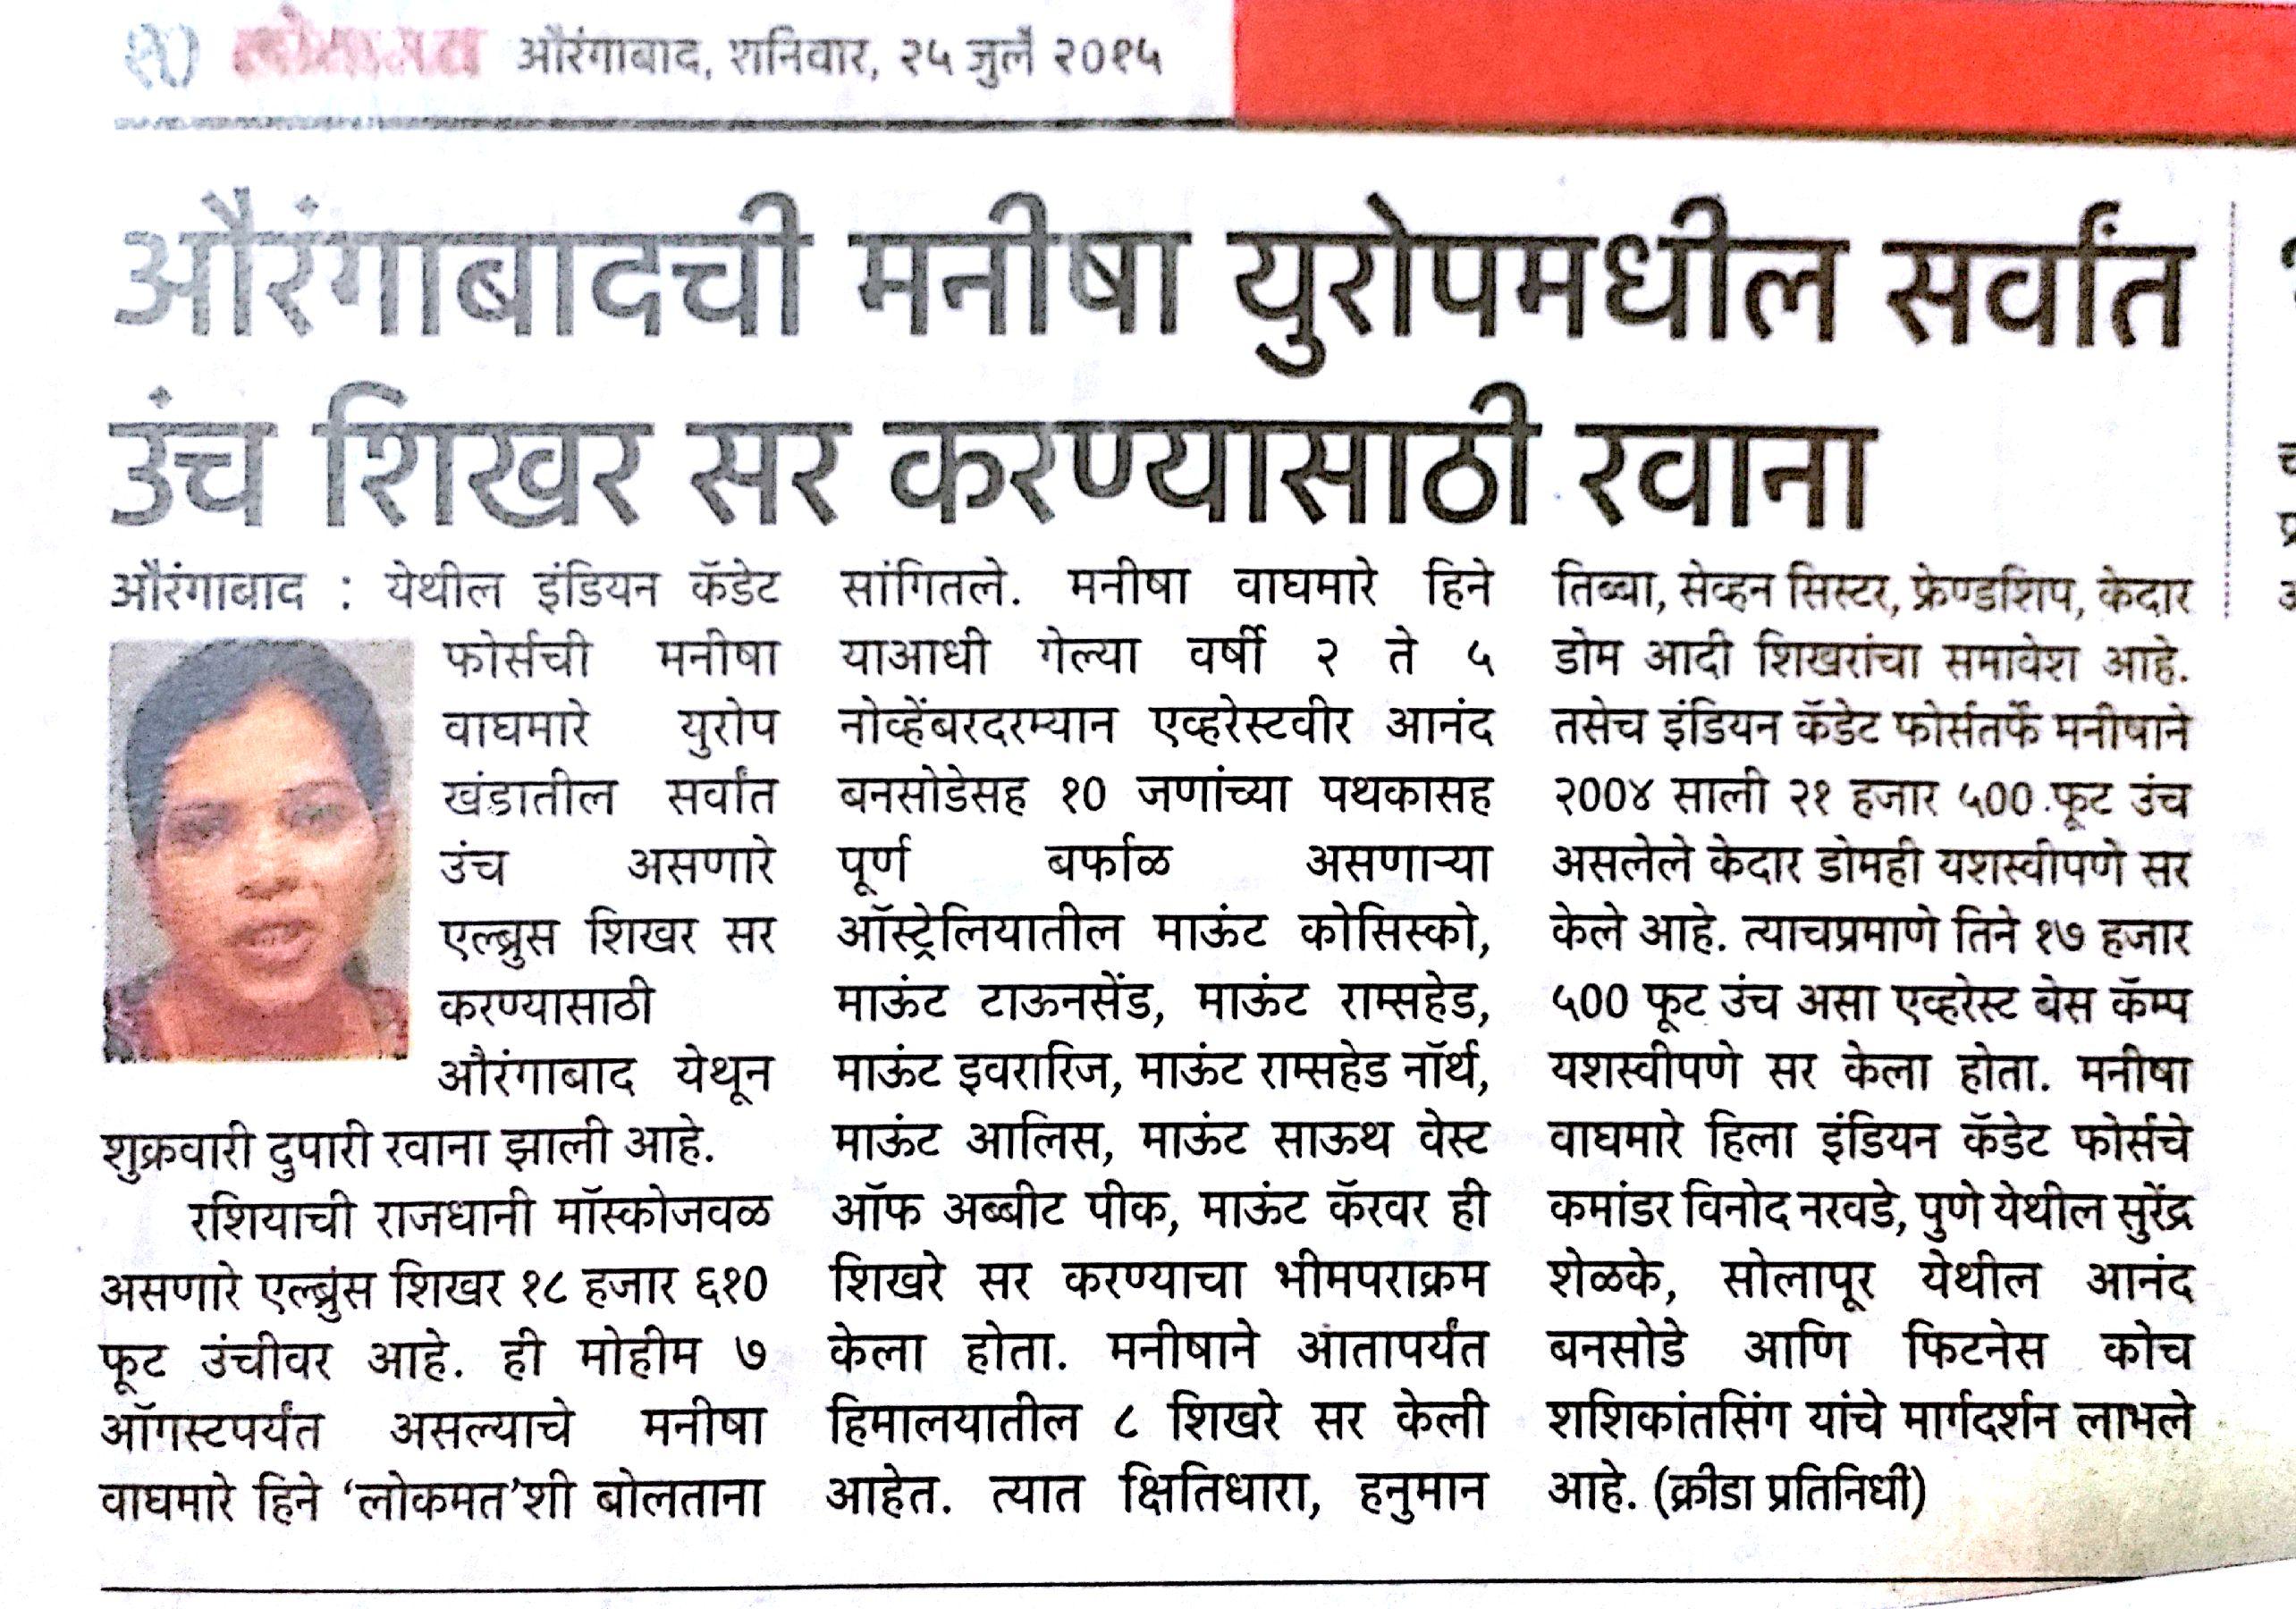 १० लोकमत औरंगाबाद, शनिवार, २५ जुलै २०१५
औरंगाबादची मनीषा युरोपमधील सर्वांत
उंच शिखर सर करण्यासाठी रवाना
औरंगाबाद : येथील इंडियन कॅडेट
फोर्सची मनीषा
वाघमारे युरोप
खंडातील सर्वांत
उंच असणारे
एल्ब्रुस शिखर सर
करण्यासाठी
औरंगाबाद येथून
शुक्रवारी दुपारी रवाना झाली आहे.
रशियाची राजधानी मॉस्कोजवळ
असणारे एल्ब्रुंस शिखर १८ हजार ६१०
फूट उंचीवर आहे. ही मोहीम ७
ऑगस्टपर्यंत असल्याचे मनीषा
वाघमारे हिने ‘लोकमत’शी बोलताना
सांगितले. मनीषा वाघमारे हिने
याआधी गेल्या वर्षी २ ते ५
नोव्हेंबरदरम्यान एव्हरेस्टवीर आनंद
बनसोडेसह १० जणांच्या पथकासह
पूर्ण बर्फाळ असणाऱ्या
ऑस्ट्रेलियातील माऊंट कोसिस्को,
माऊंट टाऊनसेंड, माऊंट राम्सहेड,
माऊंट इवरारिज, माऊंट राम्सहेड नॉर्थ,
माऊंट आलिस, माऊंट साऊथ वेस्ट
ऑफ अब्बीट पीक, माऊंट कॅरवर ही
शिखरे सर करण्याचा भीमपराक्रम
केला होता. मनीषाने आतापर्यंत
हिमालयातील ८ शिखरे सर केली
आहेत. त्यात क्षितिधारा, हनुमान
तिब्बा, सेव्हन सिस्टर, फ्रेण्डशिप, केदार
डोम आदी शिखरांचा समावेश आहे.
तसेच इंडियन कॅडेट फोर्सतर्फे मनीषाने
२००४ साली २१ हजार ५०० फूट उंच
असलेले केदार डोमही यशस्वीपणे सर
केले आहे. त्याचप्रमाणे तिने १७ हजार
५०० फूट उंच असा एव्हरेस्ट बेस कॅम्प
यशस्वीपणे सर केला होता. मनीषा
वाघमारे हिला इंडियन कॅडेट फोर्सचे
कमांडर विनोद नरवडे, पुणे येथील सुरेंद्र
शेळके, सोलापूर येथील आनंद
बनसोडे आणि फिटनेस कोच
शशिकांतसिंग यांचे मार्गदर्शन लाभले
आहे. (क्रीडा प्रतिनिधी)